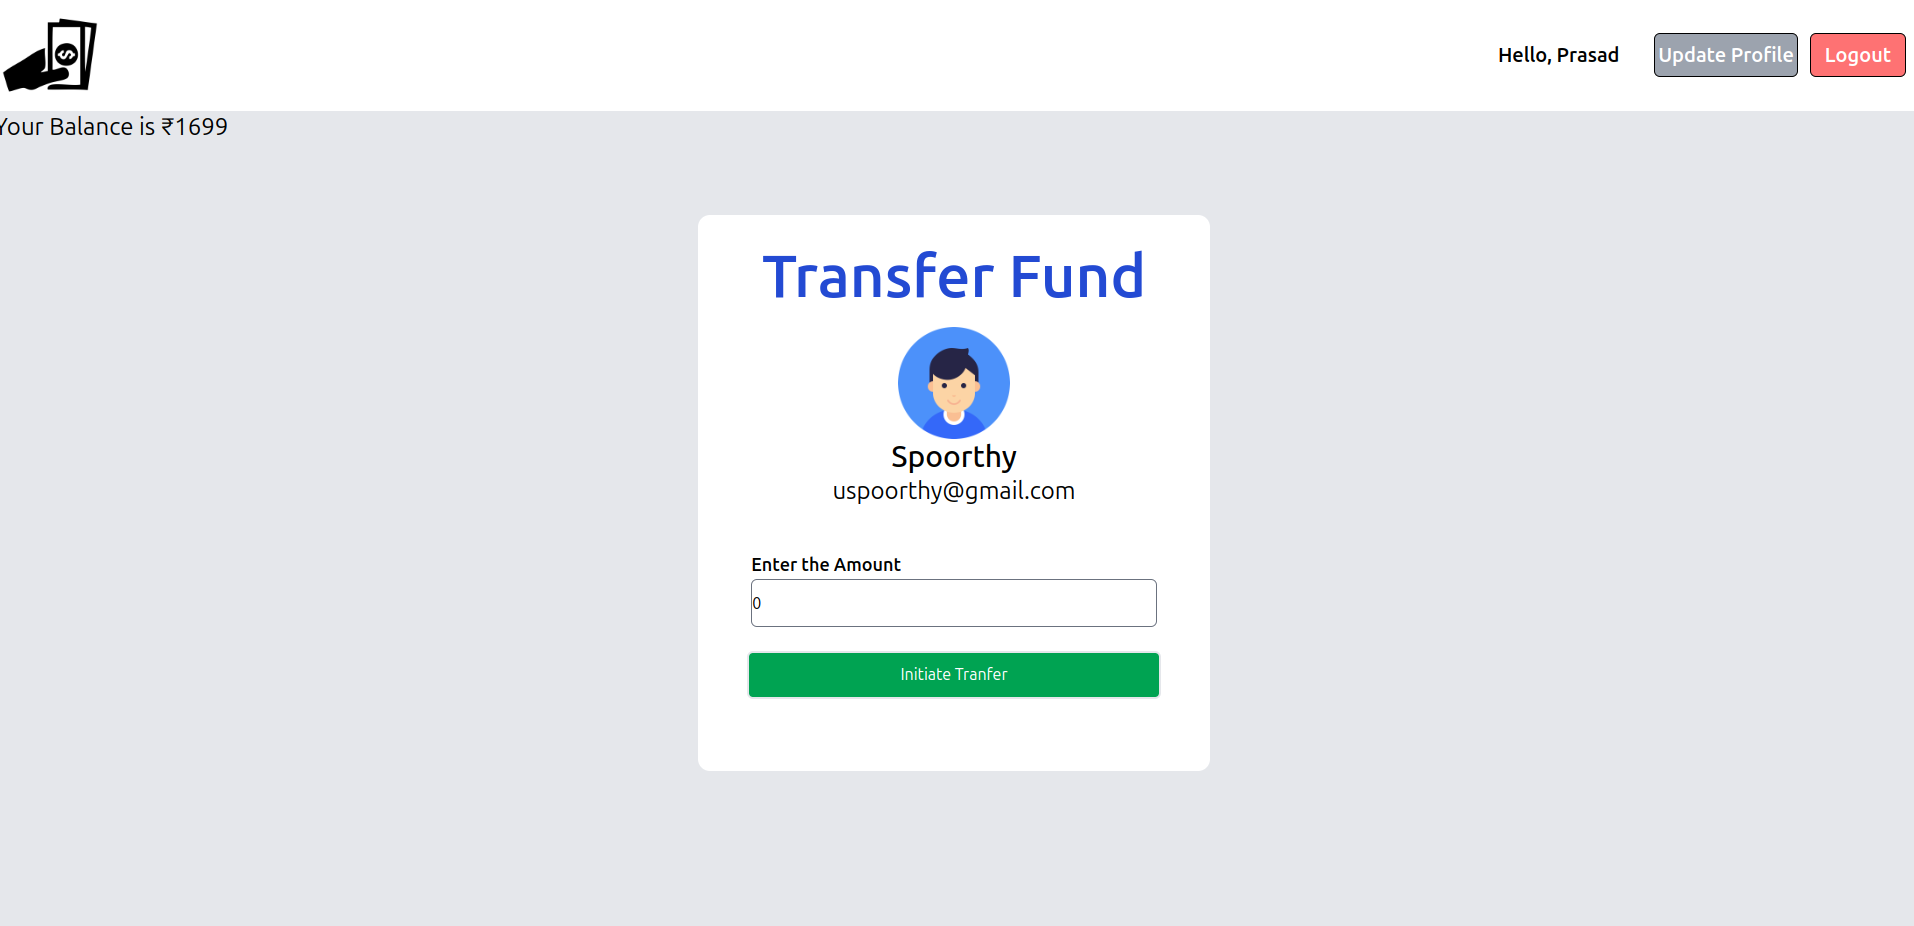 Hello, Prasad
Update Profile
Logout
Your Balance is ₹1699
Transfer Fund
Spoorthy
uspoorthy@gmail.com
Enter the Amount
0
Initiate Tranfer